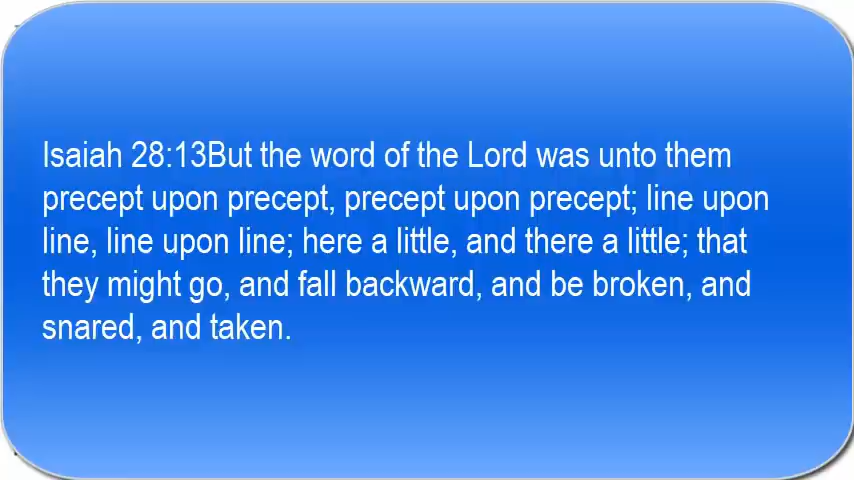 Isaiah 28:13But the word of the Lord was unto them
precept upon precept, precept upon precept; line upon
line, line upon line; here a little, and there a little; that
they might go, and fall backward, and be broken, and
snared, and taken.